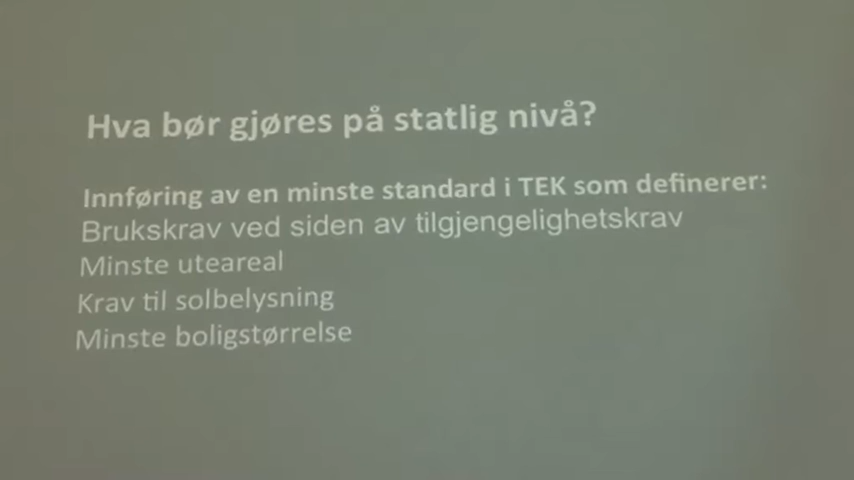 Hva bør gjøres på statlig nivå?
Innføring av en minste standard i TEK som definerer:
Brukskrav ved siden av tilgjengelighetskrav
Minste uteareal
Krav til solbelysning
Minste boligstørrelse